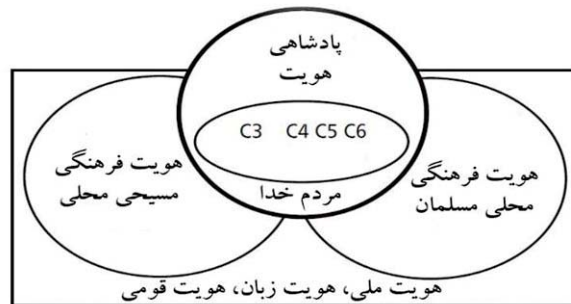 پادشاهی
هویت
C3 C4 C5 C6
مردم خدا
هویت فرهنگی
محلی مسلمان
هویت فرهنگی
مسیحی محلی
هویت ملی، هویت زبان، هویت قومی